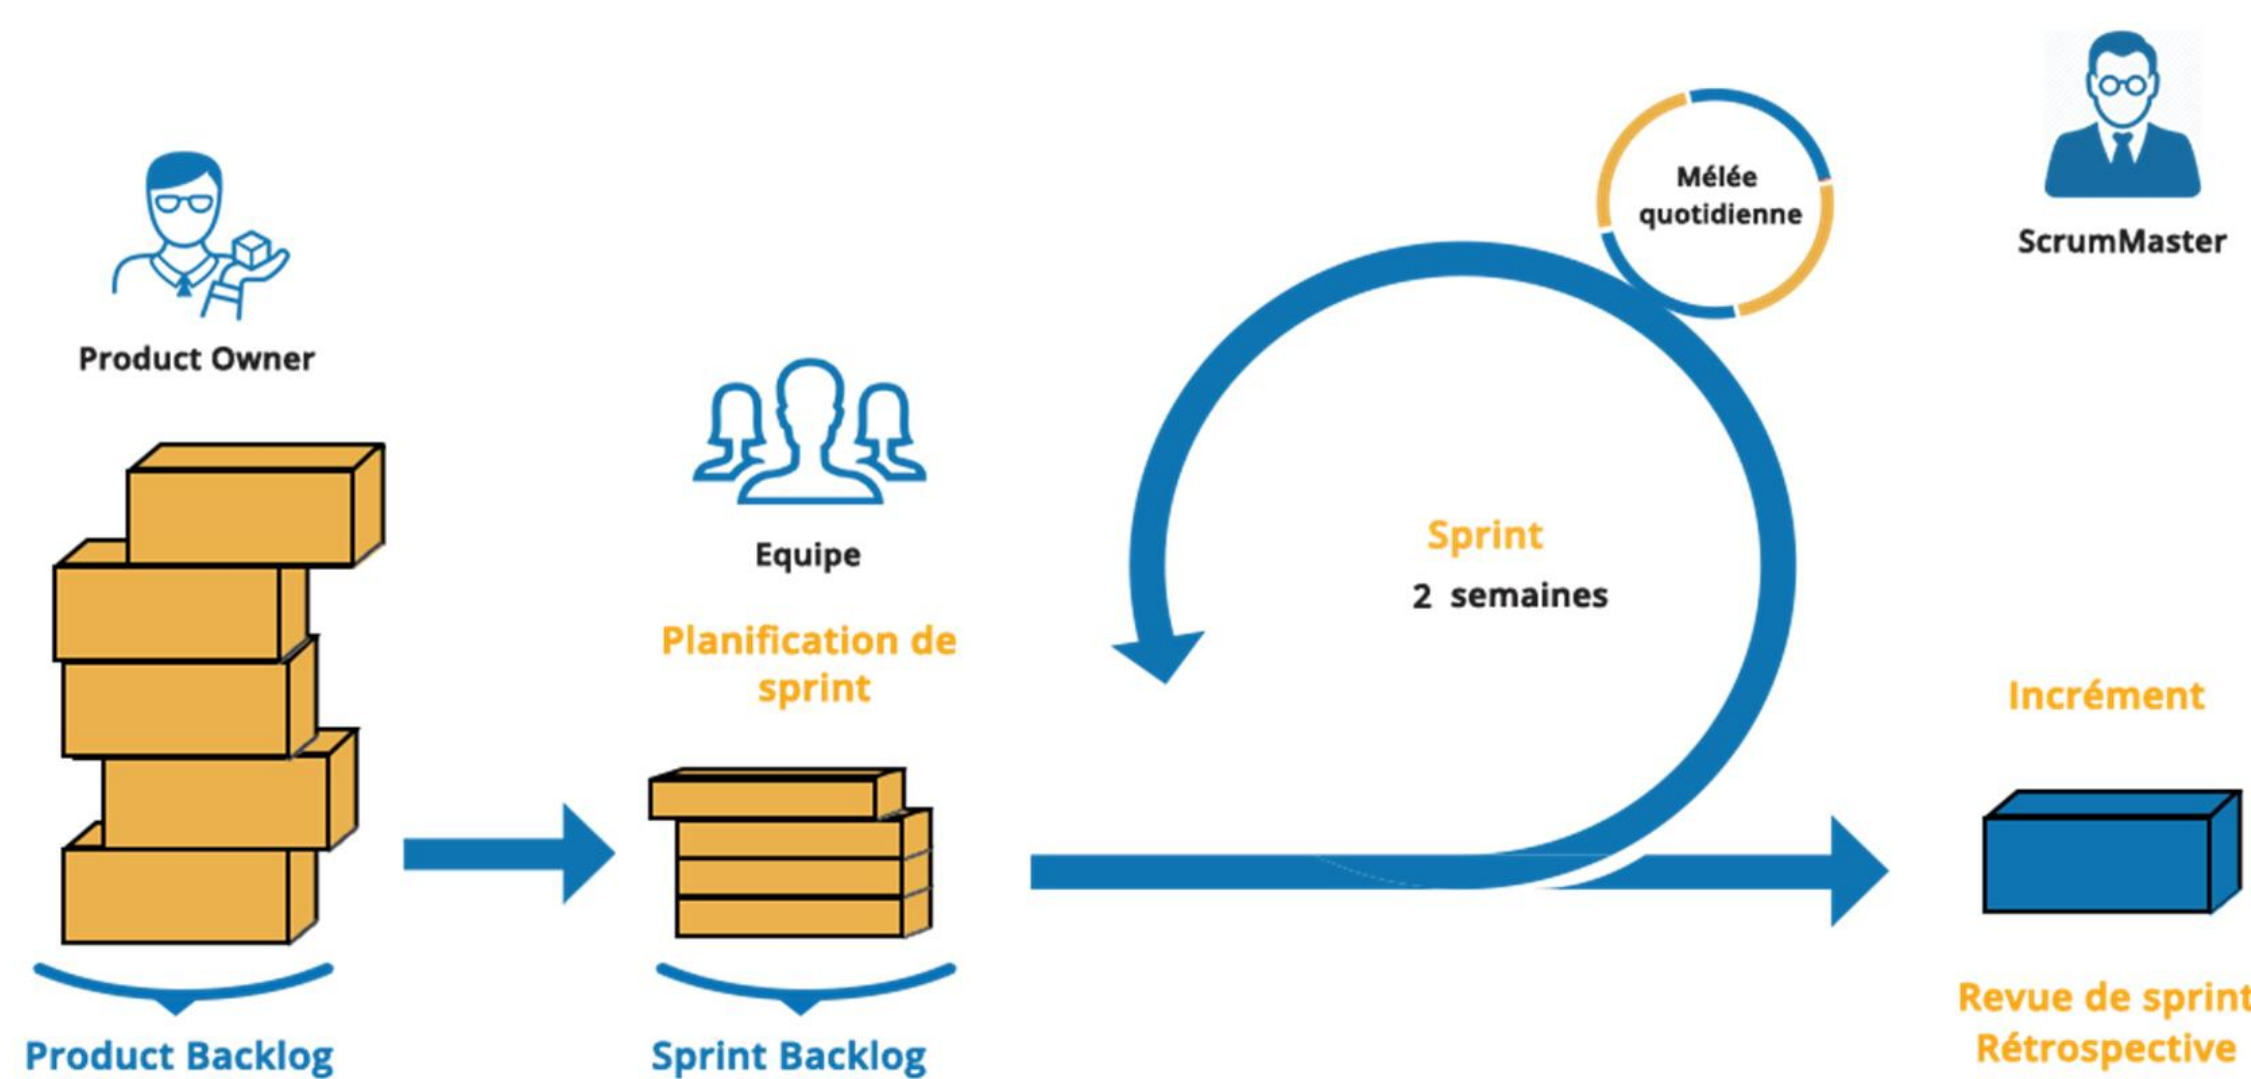 Product Owner
Product Backlog
Equipe
Planification de
sprint
Sprint Backlog
Mélée
quotidienne
Sprint
2 semaines
ScrumMaster
Incrément
Revue de sprint
Rétrospective